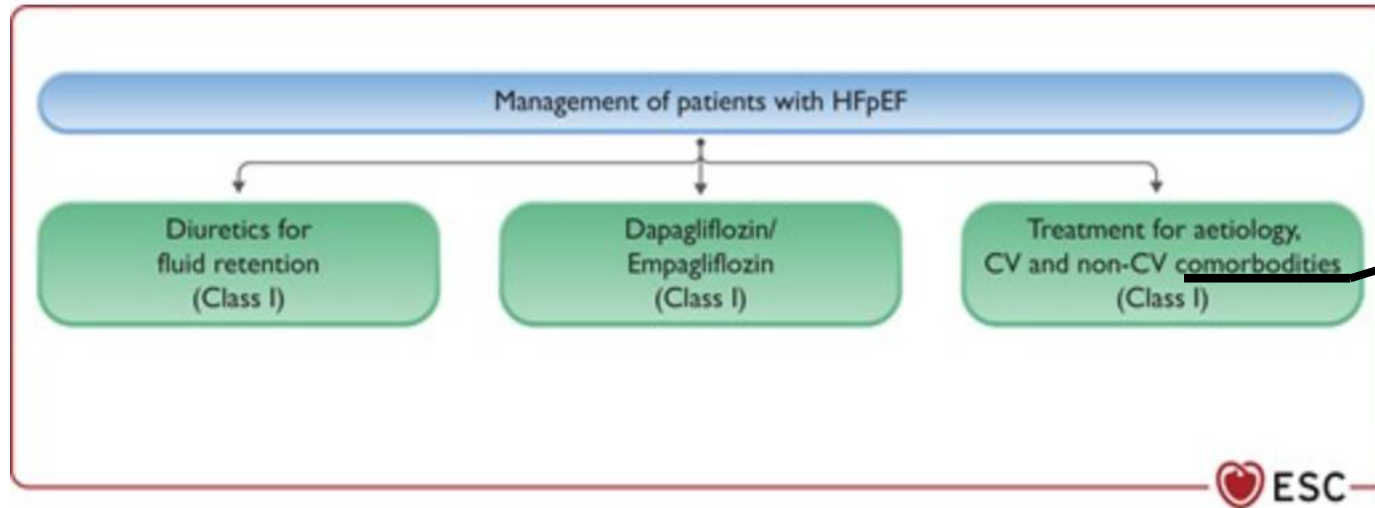 Management of patients with HFpEF
Diuretics for
fluid retention
(Class I)
Dapagliflozin/
Empagliflozin
(Class I)
Treatment for aetiology,
CV and non-CV comorbodities
(Class I)
ESC